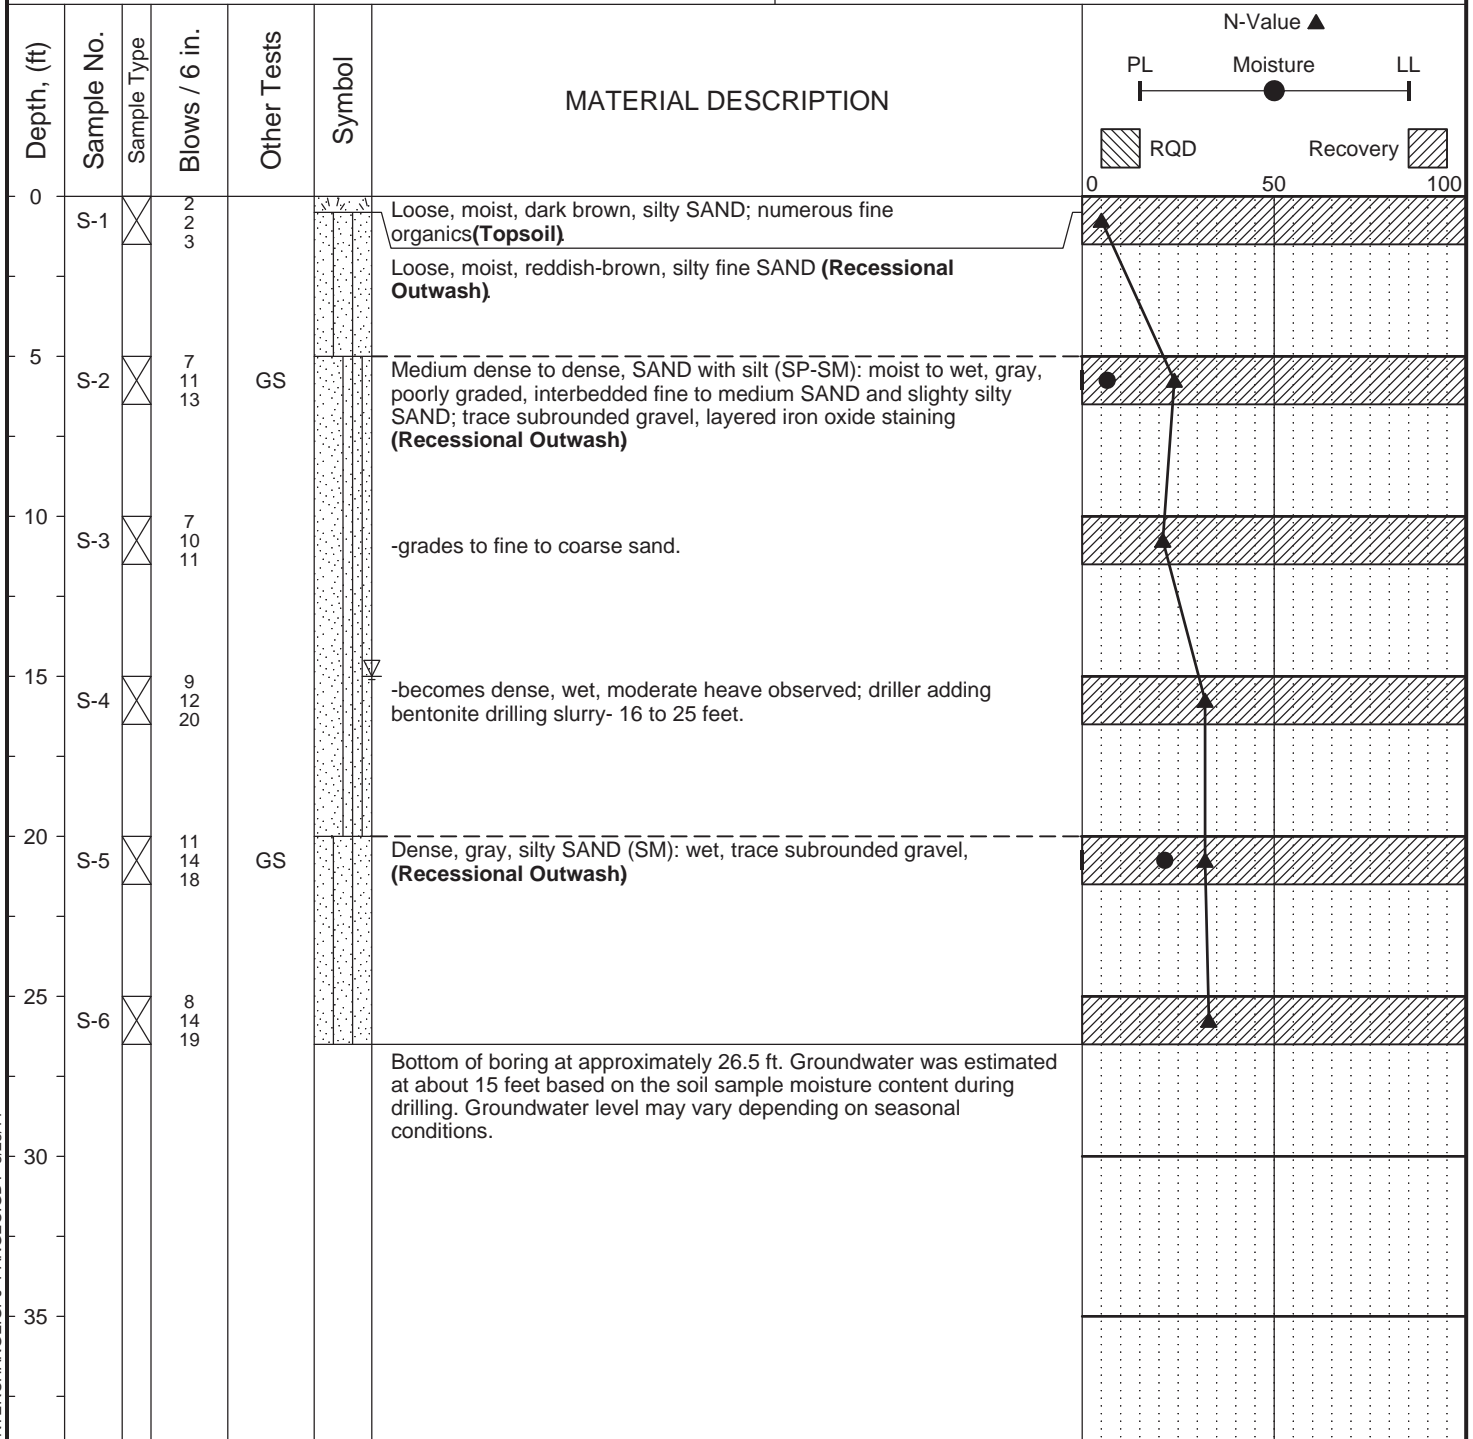 Depth, (ft)
Sample No.
Sample Type
Blows / 6 in.
Other Tests
Symbol
MATERIAL DESCRIPTION
N-Value ▲
PL Moisture LL
RQD Recovery
0 50 100
0
S-1
2
2
3
Loose, moist, dark brown, silty SAND; numerous fine
organics(Topsoil).
Loose, moist, reddish-brown, silty fine SAND (Recessional
Outwash).
5
S-2
7
11
13
GS
Medium dense to dense, SAND with silt (SP-SM): moist to wet, gray,
poorly graded, interbedded fine to medium SAND and slighty silty
SAND; trace subrounded gravel, layered iron oxide staining
(Recessional Outwash)
10
S-3
7
10
11
-grades to fine to coarse sand.
15
S-4
9
12
20
-becomes dense, wet, moderate heave observed; driller adding
bentonite drilling slurry- 16 to 25 feet.
20
S-5
11
14
18
GS
Dense, gray, silty SAND (SM): wet, trace subrounded gravel,
(Recessional Outwash)
25
S-6
8
14
19
Bottom of boring at approximately 26.5 ft. Groundwater was estimated
at about 15 feet based on the soil sample moisture content during
drilling. Groundwater level may vary depending on seasonal
conditions.
30
35